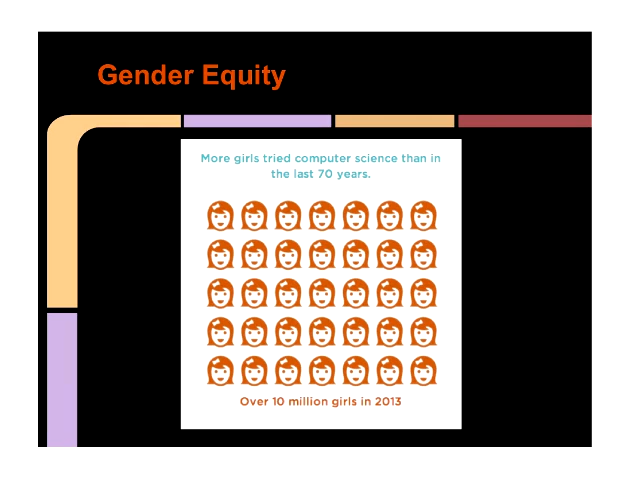 Gender Equity
More girls tried computer science than in
the last 70 years.
Over 10 million girls in 2013